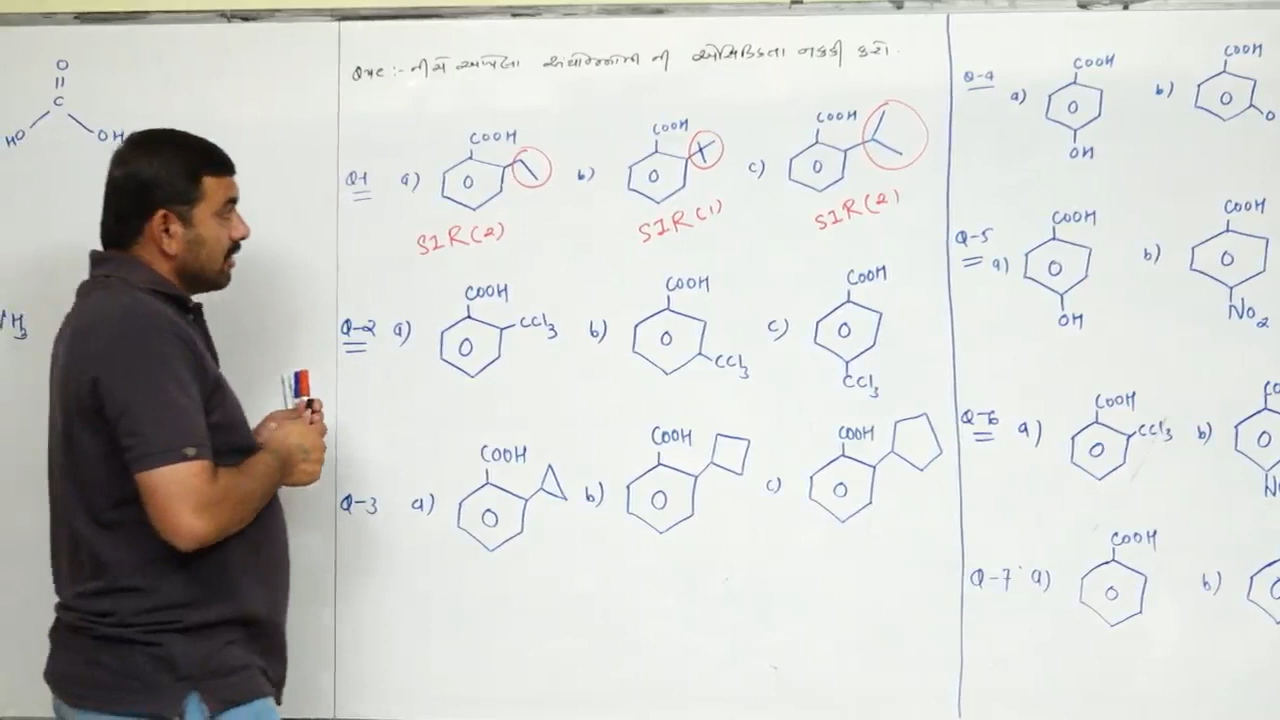 O
||
C
HO OH
H3
Que :- નીચે આપેલા સંયોજનોની એસિડિકતા નક્કી કરો.
Q-1 a) COOH b) COOH c) COOH
SIR(2) SIR(1) SIR(2)
Q-2 a) COOH CCl3 b) COOH CCl3 c) COOH CCl3
Q-3 a) COOH b) COOH c) COOH
Q-4 a) COOH OH b) COOH O
Q-5 a) COOH OH b) COOH NO2
Q-6 a) COOH CCl3 b) CO N
Q-7 a) COOH b)